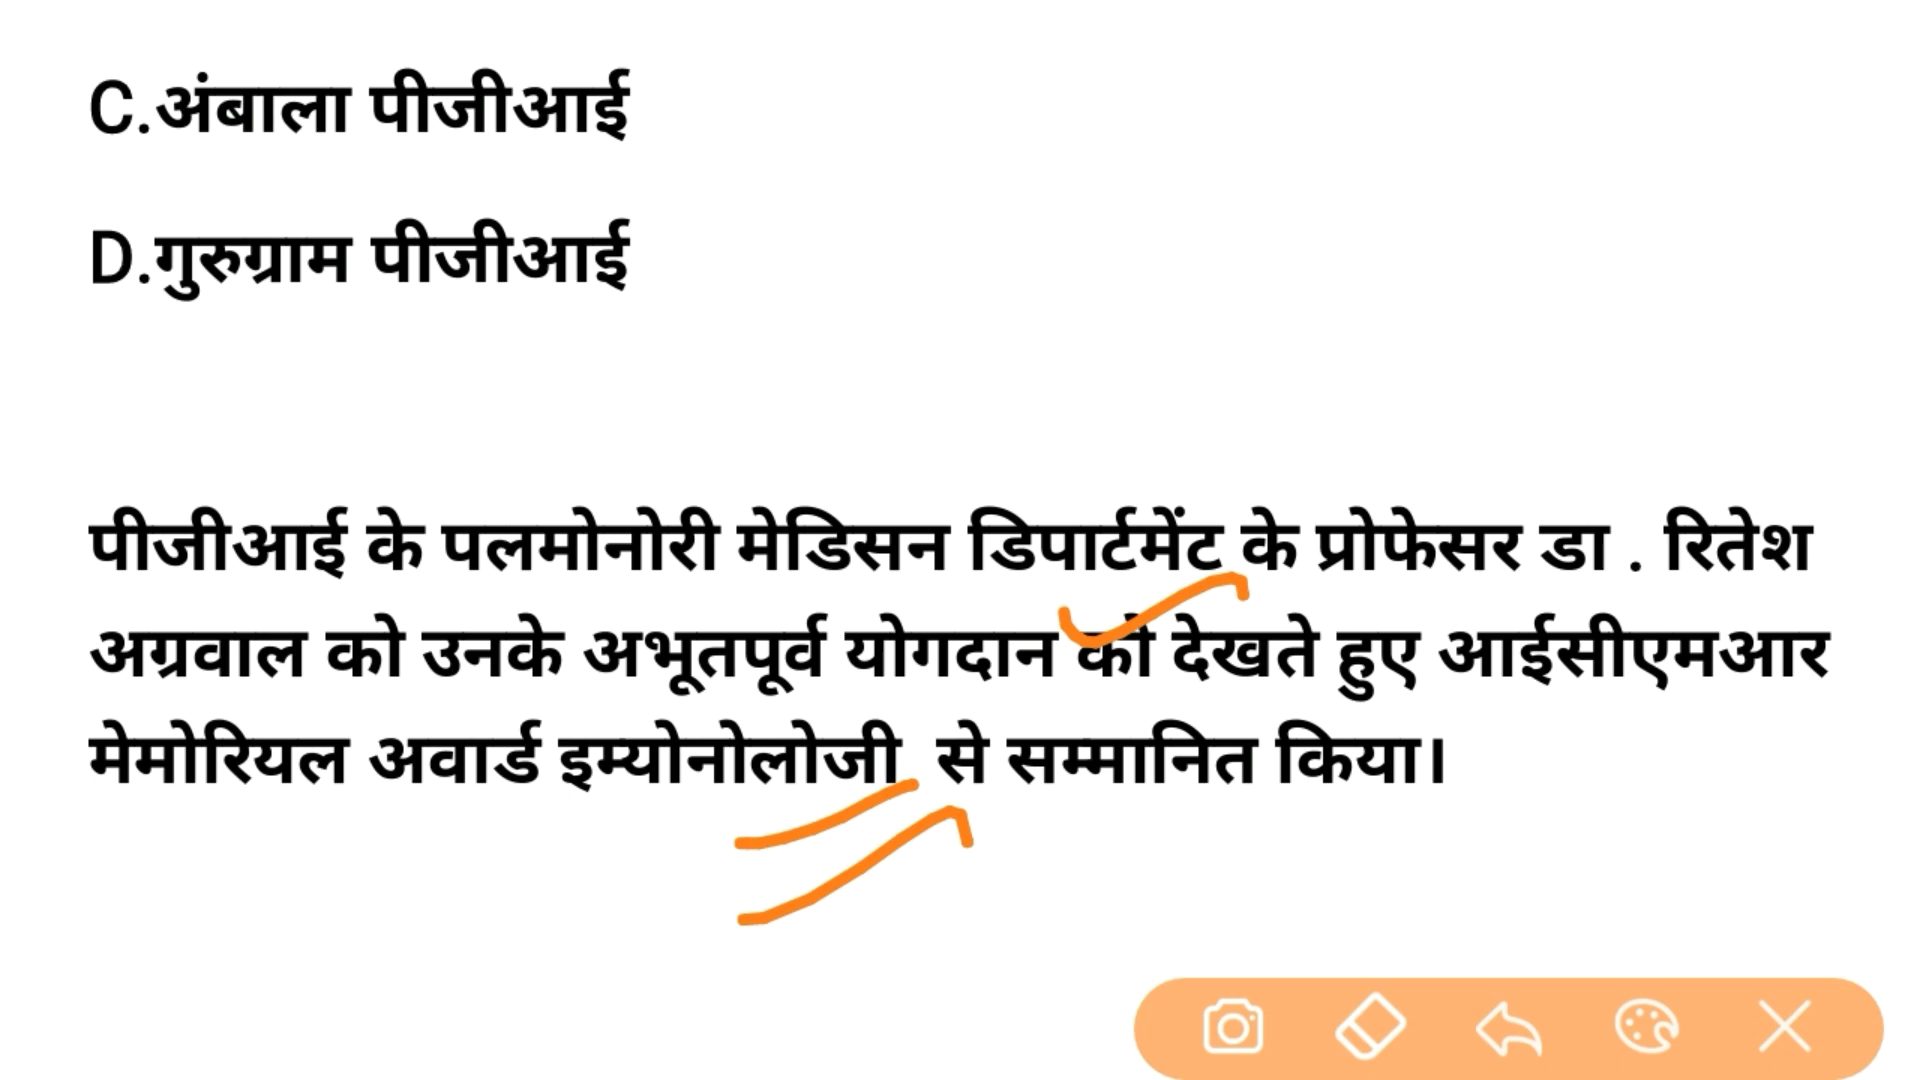 C.अंबाला पीजीआई
D.गुरुग्राम पीजीआई
पीजीआई के पलमोनोरी मेडिसन डिपार्टमेंट के प्रोफेसर डा . रितेश
अग्रवाल को उनके अभूतपूर्व योगदान को देखते हुए आईसीएमआर
मेमोरियल अवार्ड इम्योनोलोजी से सम्मानित किया।